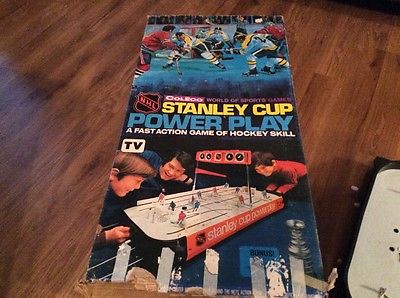 NHL
COLECO WORLD OF SPORTS GAMES
STANLEY CUP
POWER PLAY
A FAST ACTION GAME OF HOCKEY SKILL
TV
stanley cup powerplay
BONUS!